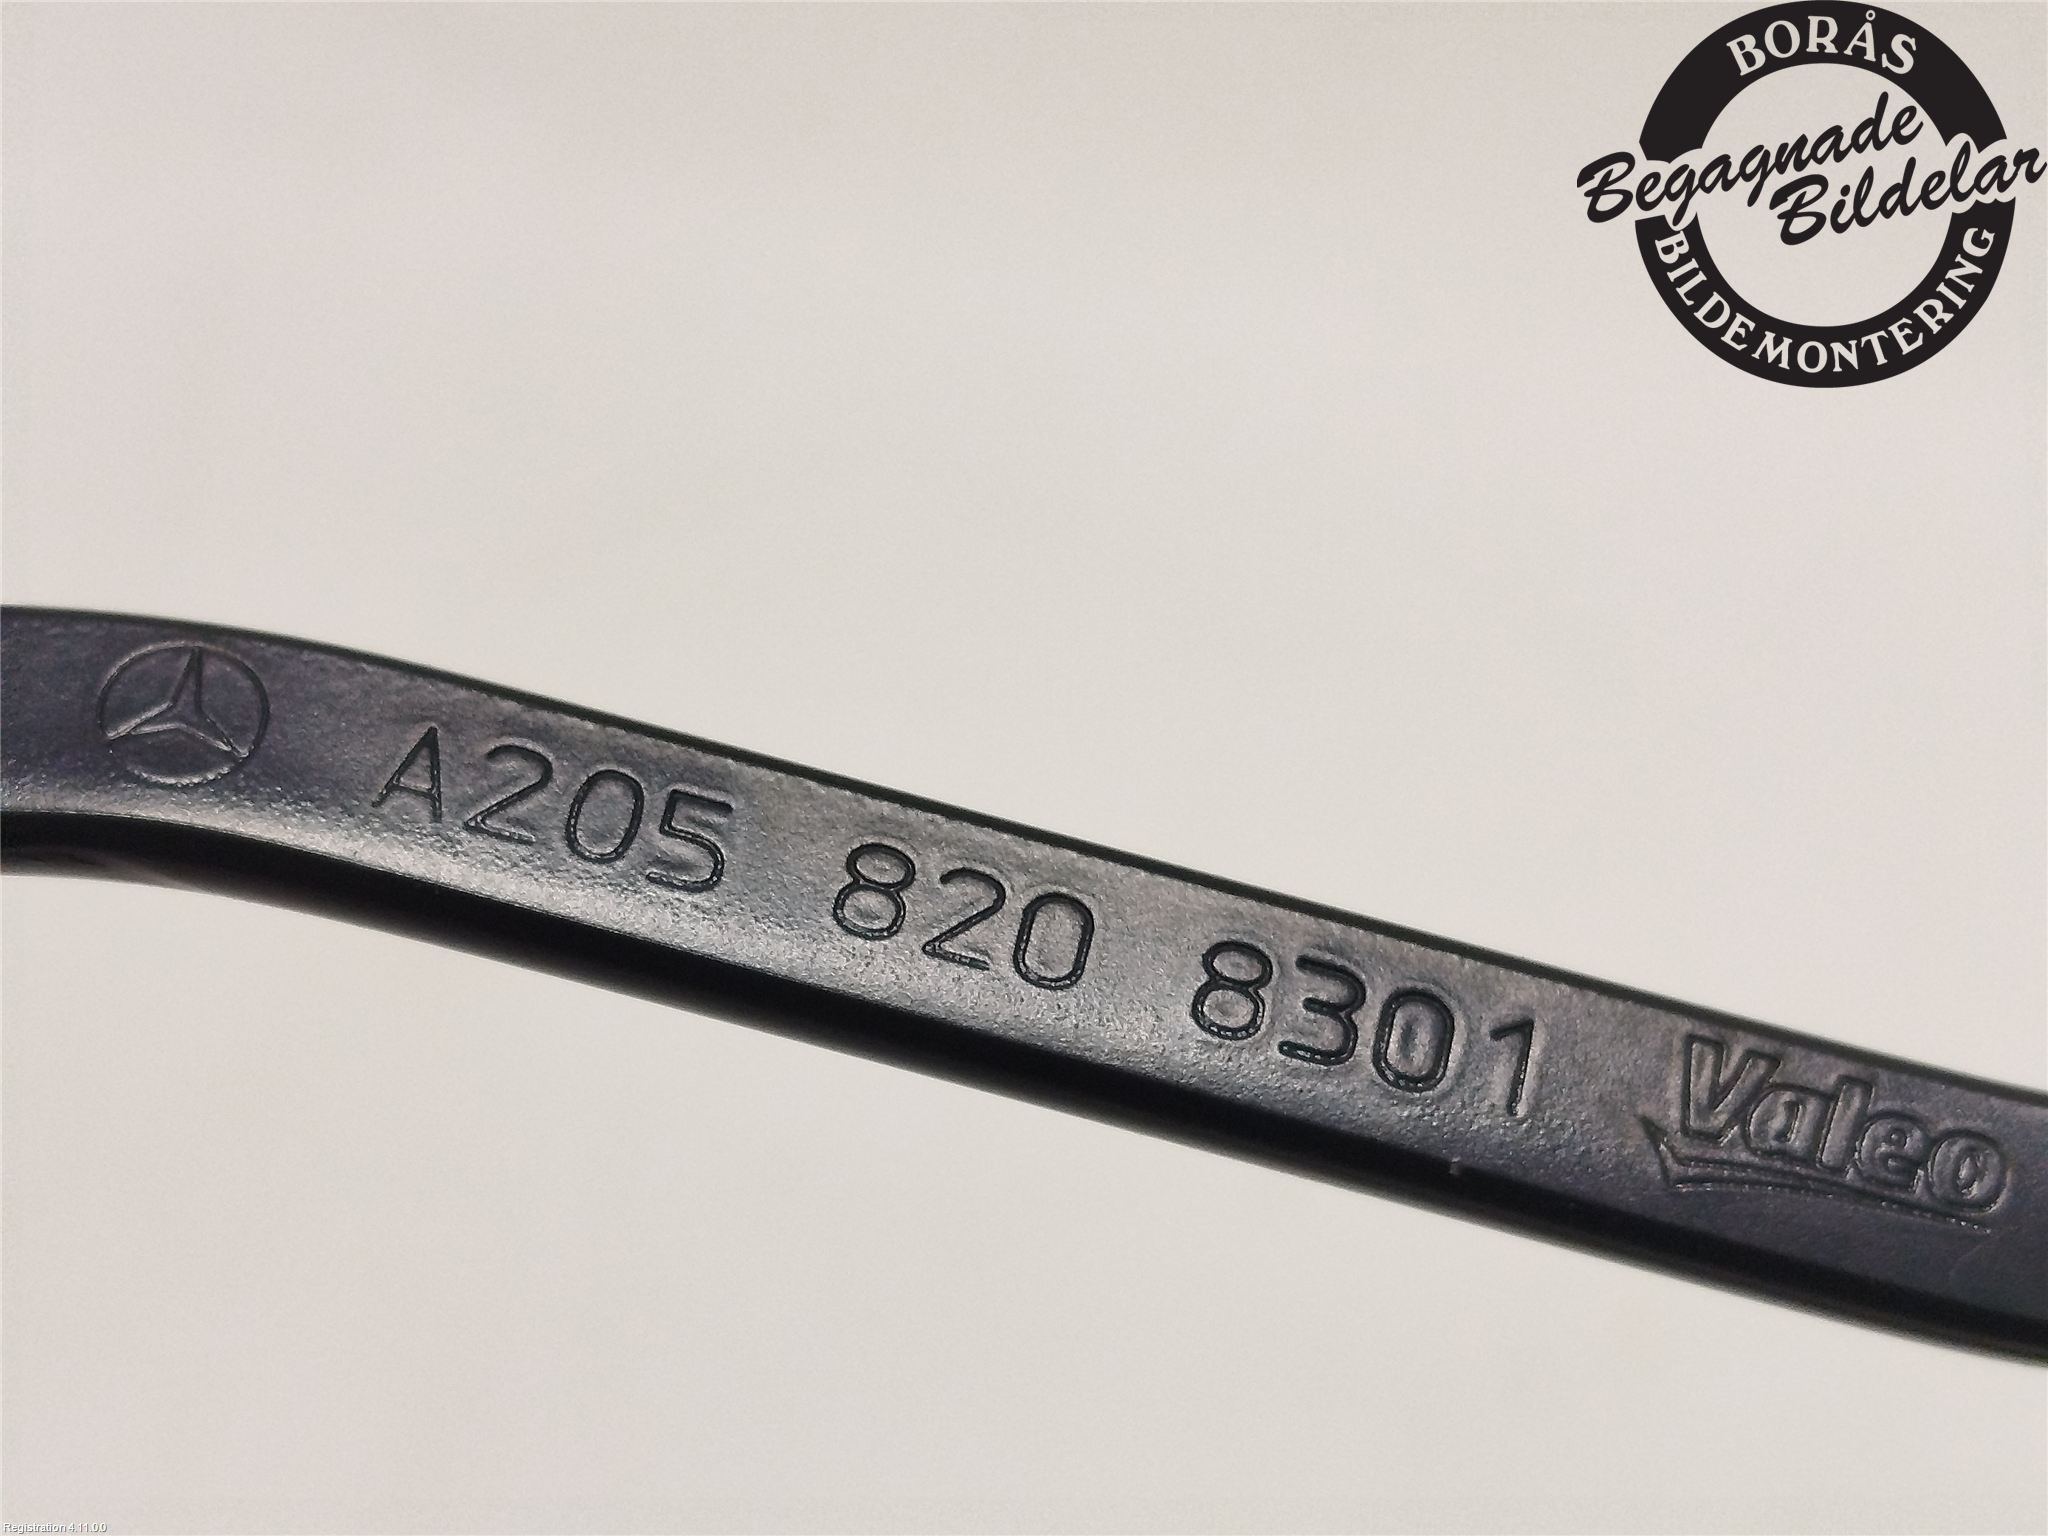 BORÅS
Begagnade
Bildelar
BILDEMONTERING
A205 820 8301 Valeo
Registration 4.11.0.0